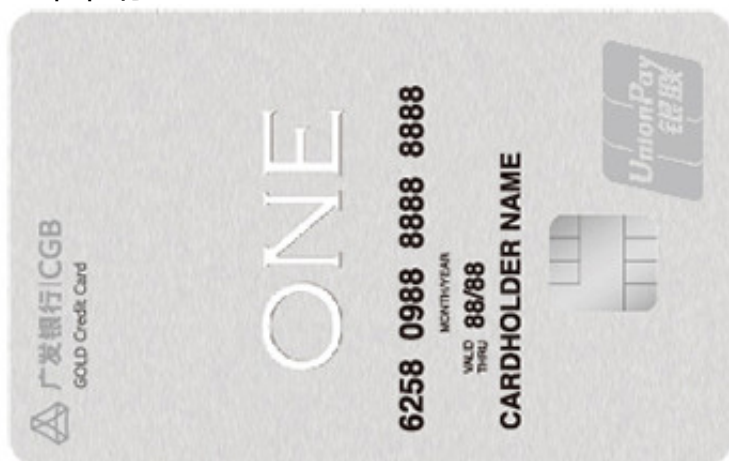 广发银行|CGB
GOLD Credit Card
ONE
6258 0988 8888 8888
MONTH/YEAR
VALID THRU 88/88
CARDHOLDER NAME
UnionPay
银联